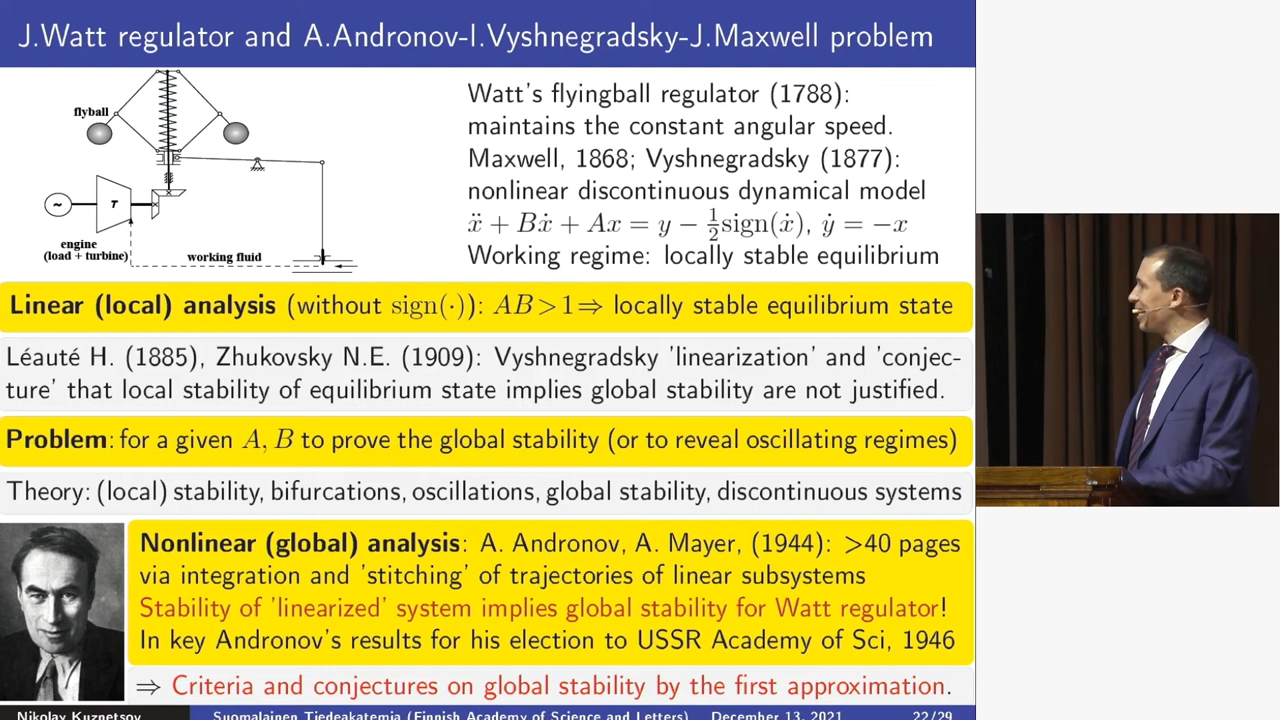 J.Watt regulator and A.Andronov-I.Vyshnegradsky-J.Maxwell problem
flyball
~
T
engine
(load + turbine)
working fluid
Watt's flyingball regulator (1788):
maintains the constant angular speed.
Maxwell, 1868; Vyshnegradsky (1877):
nonlinear discontinuous dynamical model
ẍ + Bẋ + Ax = y − ½sign(ẋ), ẏ = −x
Working regime: locally stable equilibrium
Linear (local) analysis (without sign(·)): AB > 1 ⇒ locally stable equilibrium state
Léauté H. (1885), Zhukovsky N.E. (1909): Vyshnegradsky 'linearization' and 'conjec-
ture' that local stability of equilibrium state implies global stability are not justified.
Problem: for a given A, B to prove the global stability (or to reveal oscillating regimes)
Theory: (local) stability, bifurcations, oscillations, global stability, discontinuous systems
Nonlinear (global) analysis: A. Andronov, A. Mayer, (1944): >40 pages
via integration and 'stitching' of trajectories of linear subsystems
Stability of 'linearized' system implies global stability for Watt regulator!
In key Andronov's results for his election to USSR Academy of Sci, 1946
⇒ Criteria and conjectures on global stability by the first approximation.
Nikolay Kuznetsov Suomalainen Tiedeakatemia (Finnish Academy of Science and Letters) December 13, 2021 22/29